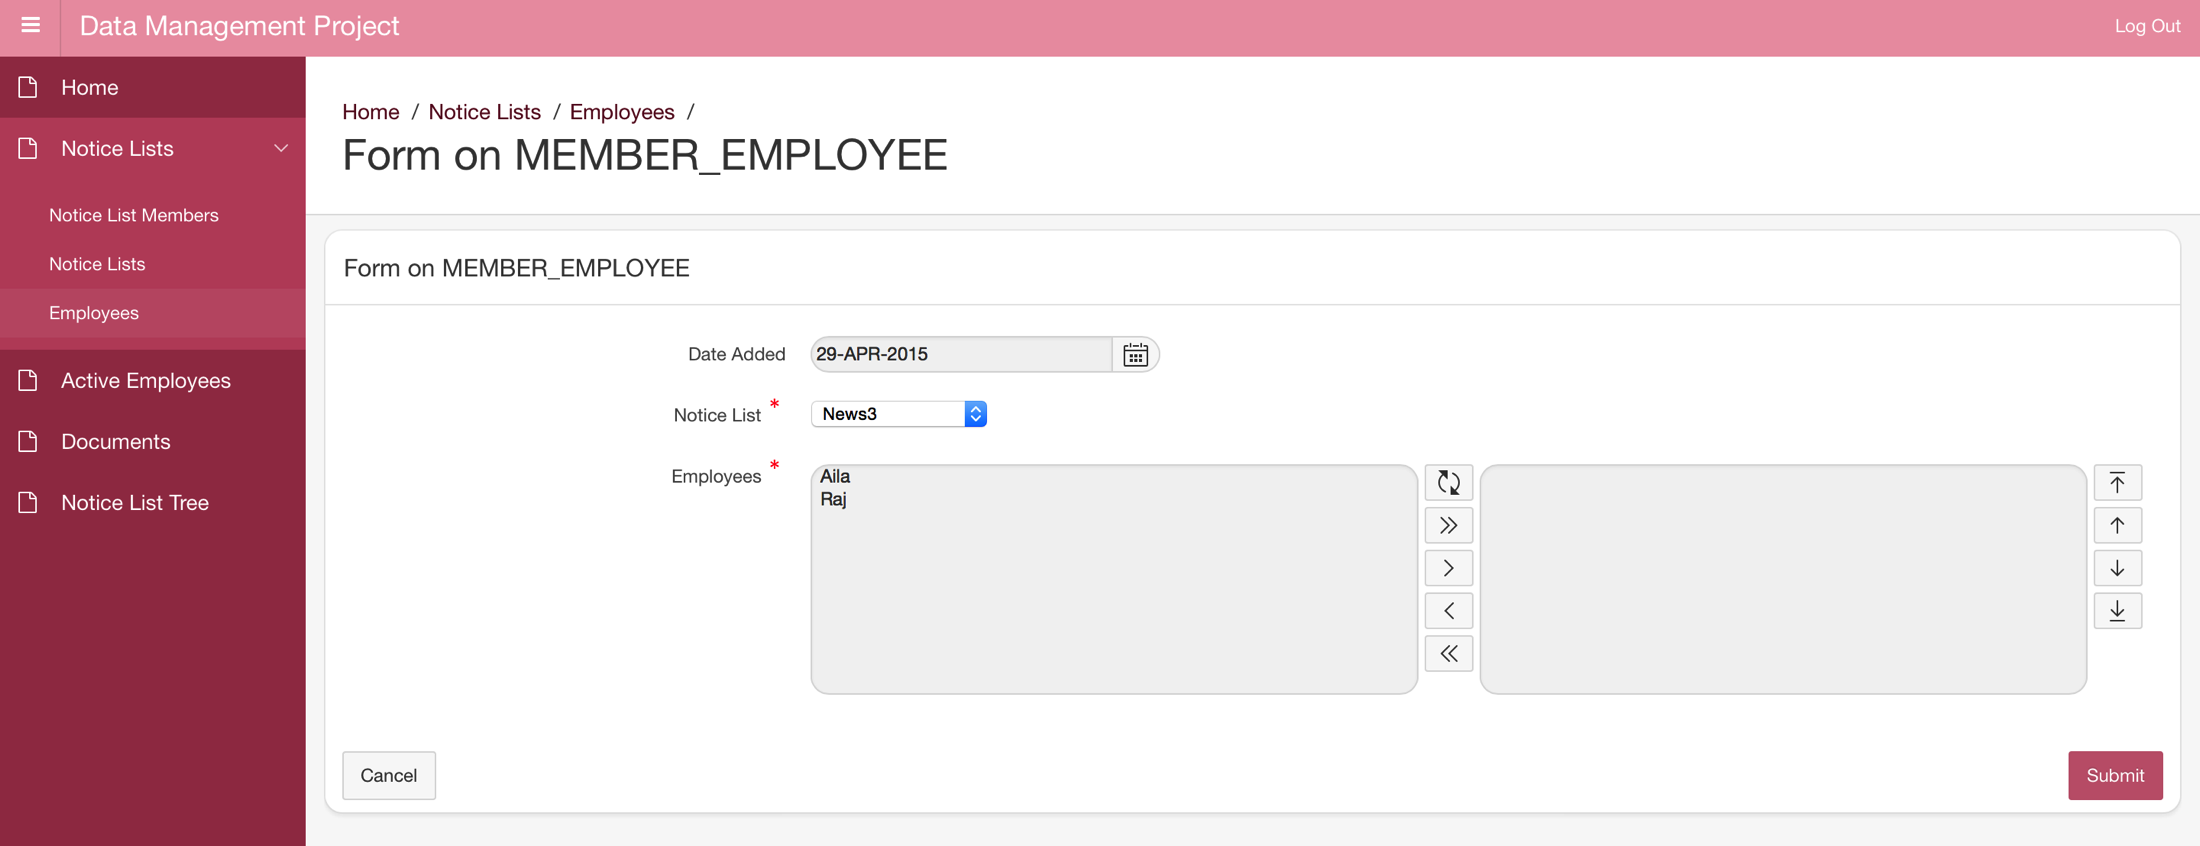 Data Management Project
Log Out
Home
Notice Lists
Notice List Members
Notice Lists
Employees
Active Employees
Documents
Notice List Tree
Home / Notice Lists / Employees /
Form on MEMBER_EMPLOYEE
Form on MEMBER_EMPLOYEE
Date Added 29-APR-2015
Notice List * News3
Employees *
Aila
Raj
Cancel
Submit